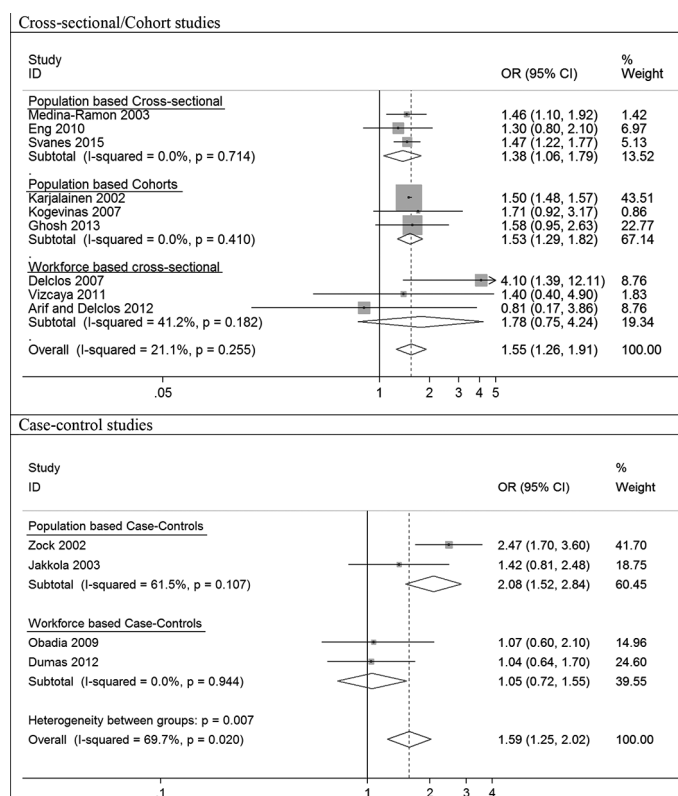 Cross-sectional/Cohort studies
Study %
ID OR (95% CI) Weight
Population based Cross-sectional
Medina-Ramon 2003 1.46 (1.10, 1.92) 1.42
Eng 2010 1.30 (0.80, 2.10) 6.97
Svanes 2015 1.47 (1.22, 1.77) 5.13
Subtotal (I-squared = 0.0%, p = 0.714) 1.38 (1.06, 1.79) 13.52
.
Population based Cohorts
Karjalainen 2002 1.50 (1.48, 1.57) 43.51
Kogevinas 2007 1.71 (0.92, 3.17) 0.86
Ghosh 2013 1.58 (0.95, 2.63) 22.77
Subtotal (I-squared = 0.0%, p = 0.410) 1.53 (1.29, 1.82) 67.14
.
Workforce based cross-sectional
Delclos 2007 4.10 (1.39, 12.11) 8.76
Vizcaya 2011 1.40 (0.40, 4.90) 1.83
Arif and Delclos 2012 0.81 (0.17, 3.86) 8.76
Subtotal (I-squared = 41.2%, p = 0.182) 1.78 (0.75, 4.24) 19.34
.
Overall (I-squared = 21.1%, p = 0.255) 1.55 (1.26, 1.91) 100.00
.05 1 2 3 4 5
Case-control studies
Study %
ID OR (95% CI) Weight
Population based Case-Controls
Zock 2002 2.47 (1.70, 3.60) 41.70
Jakkola 2003 1.42 (0.81, 2.48) 18.75
Subtotal (I-squared = 61.5%, p = 0.107) 2.08 (1.52, 2.84) 60.45
Workforce based Case-Controls
Obadia 2009 1.07 (0.60, 2.10) 14.96
Dumas 2012 1.04 (0.64, 1.70) 24.60
Subtotal (I-squared = 0.0%, p = 0.944) 1.05 (0.72, 1.55) 39.55
Heterogeneity between groups: p = 0.007
Overall (I-squared = 69.7%, p = 0.020) 1.59 (1.25, 2.02) 100.00
.1 1 2 3 4